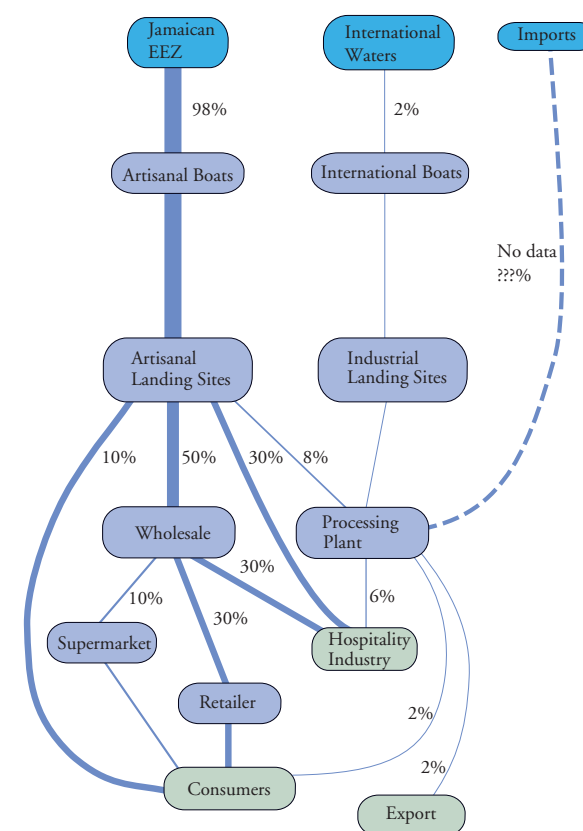 Jamaican
EEZ
International
Waters
Imports
98%
2%
Artisanal Boats
International Boats
No data
???%
Artisanal
Landing Sites
Industrial
Landing Sites
10%
50%
30%
8%
Wholesale
Processing
Plant
30%
10%
30%
6%
Supermarket
Hospitality
Industry
Retailer
2%
2%
Consumers
Export